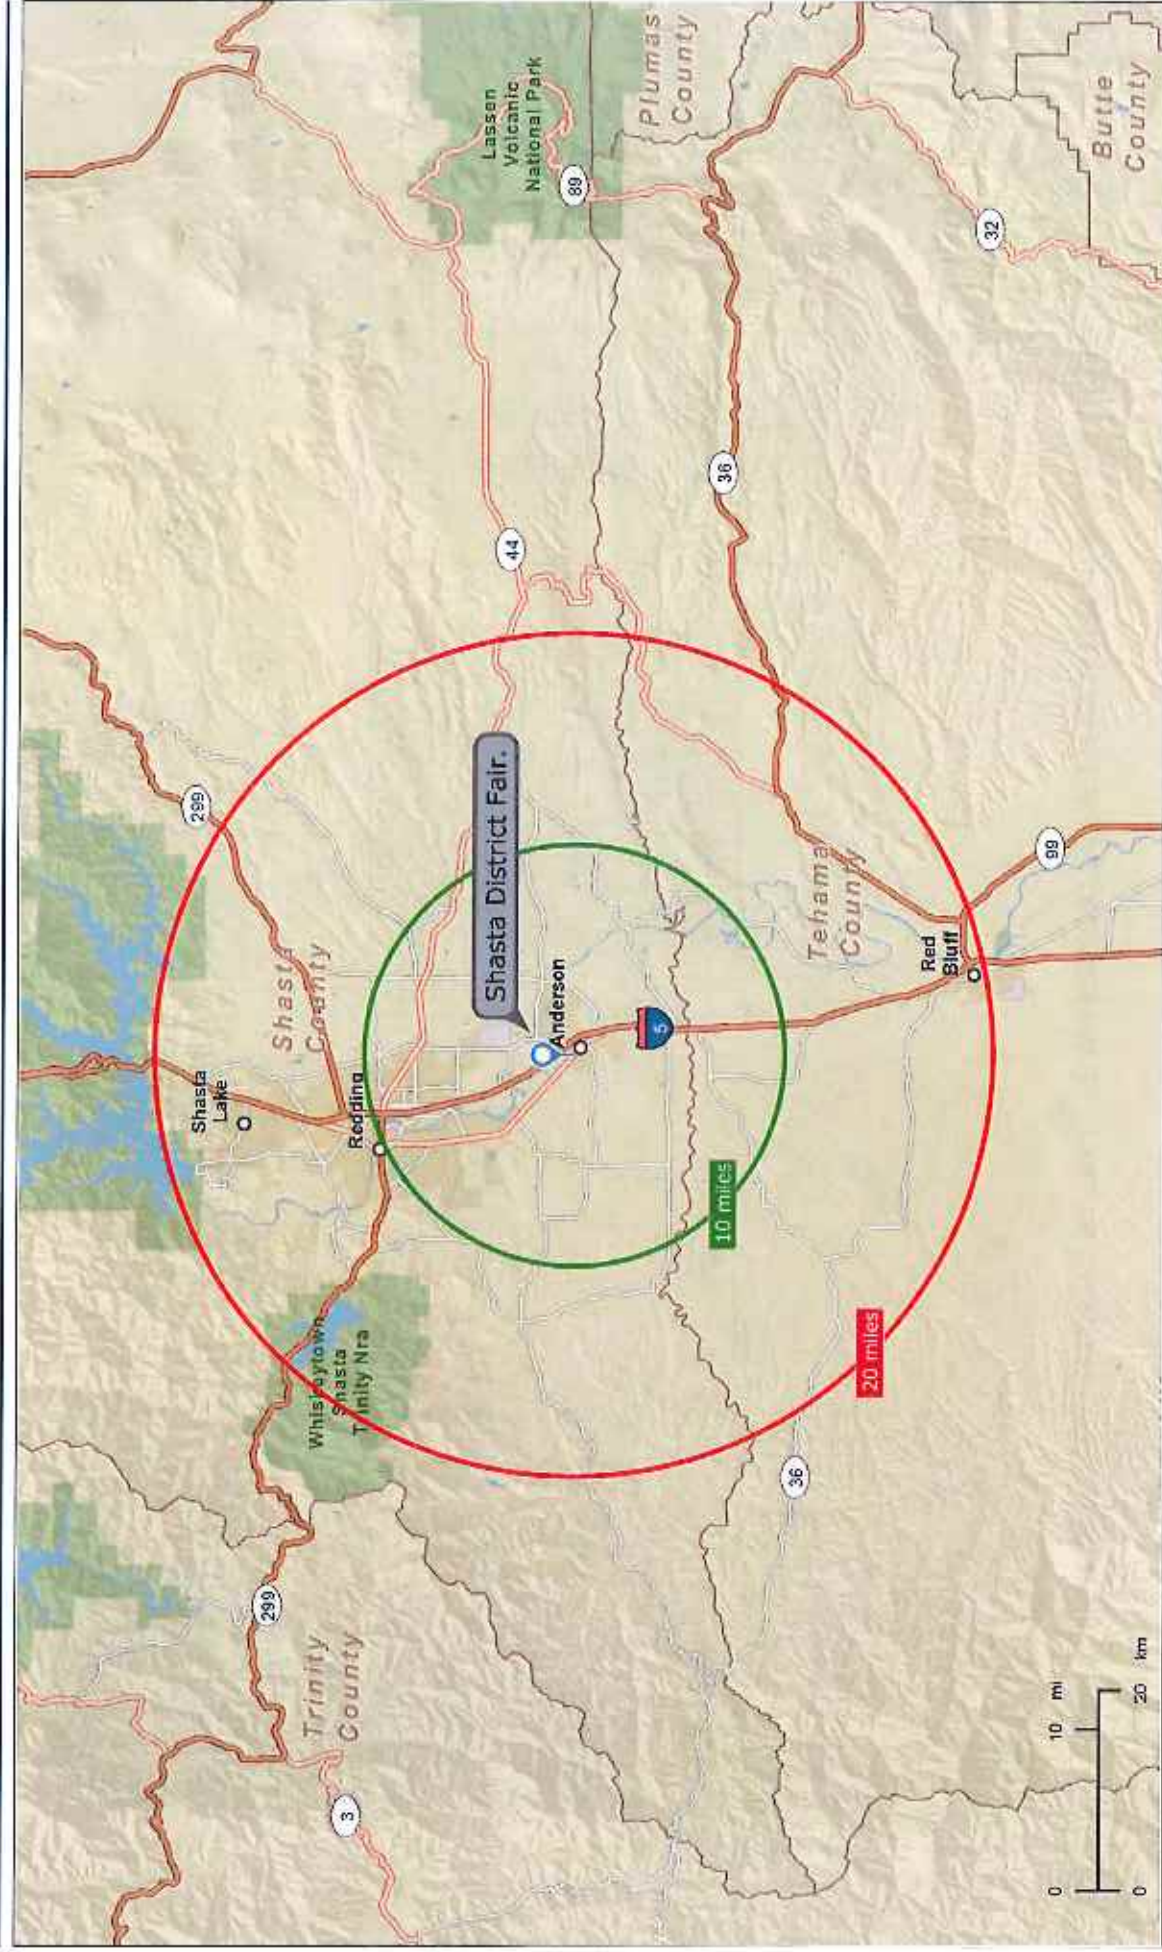 299
Shasta
Lake
299
Shasta
County
Trinity
County
Whiskeytown
Shasta
Trinity Nra
3
Redding
Lassen
Volcanic
National Park
Shasta District Fair.
44
Anderson
89
5
Plumas
County
36
10 miles
36
Tehama
County
20 miles
Red
Bluff
32
99
Butte
County
0 10 mi
0 20 km